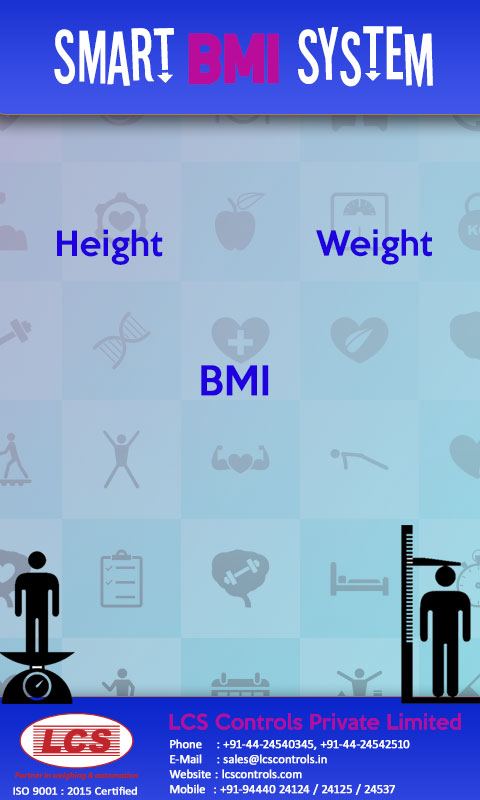 SMART BMI SYSTEM
Height Weight
BMI
LCS
Partner in weighing & automation
ISO 9001 : 2015 Certified
LCS Controls Private Limited
Phone : +91-44-24540345, +91-44-24542510
E-Mail : sales@lcscontrols.in
Website : lcscontrols.com
Mobile : +91-94440 24124 / 24125 / 24537